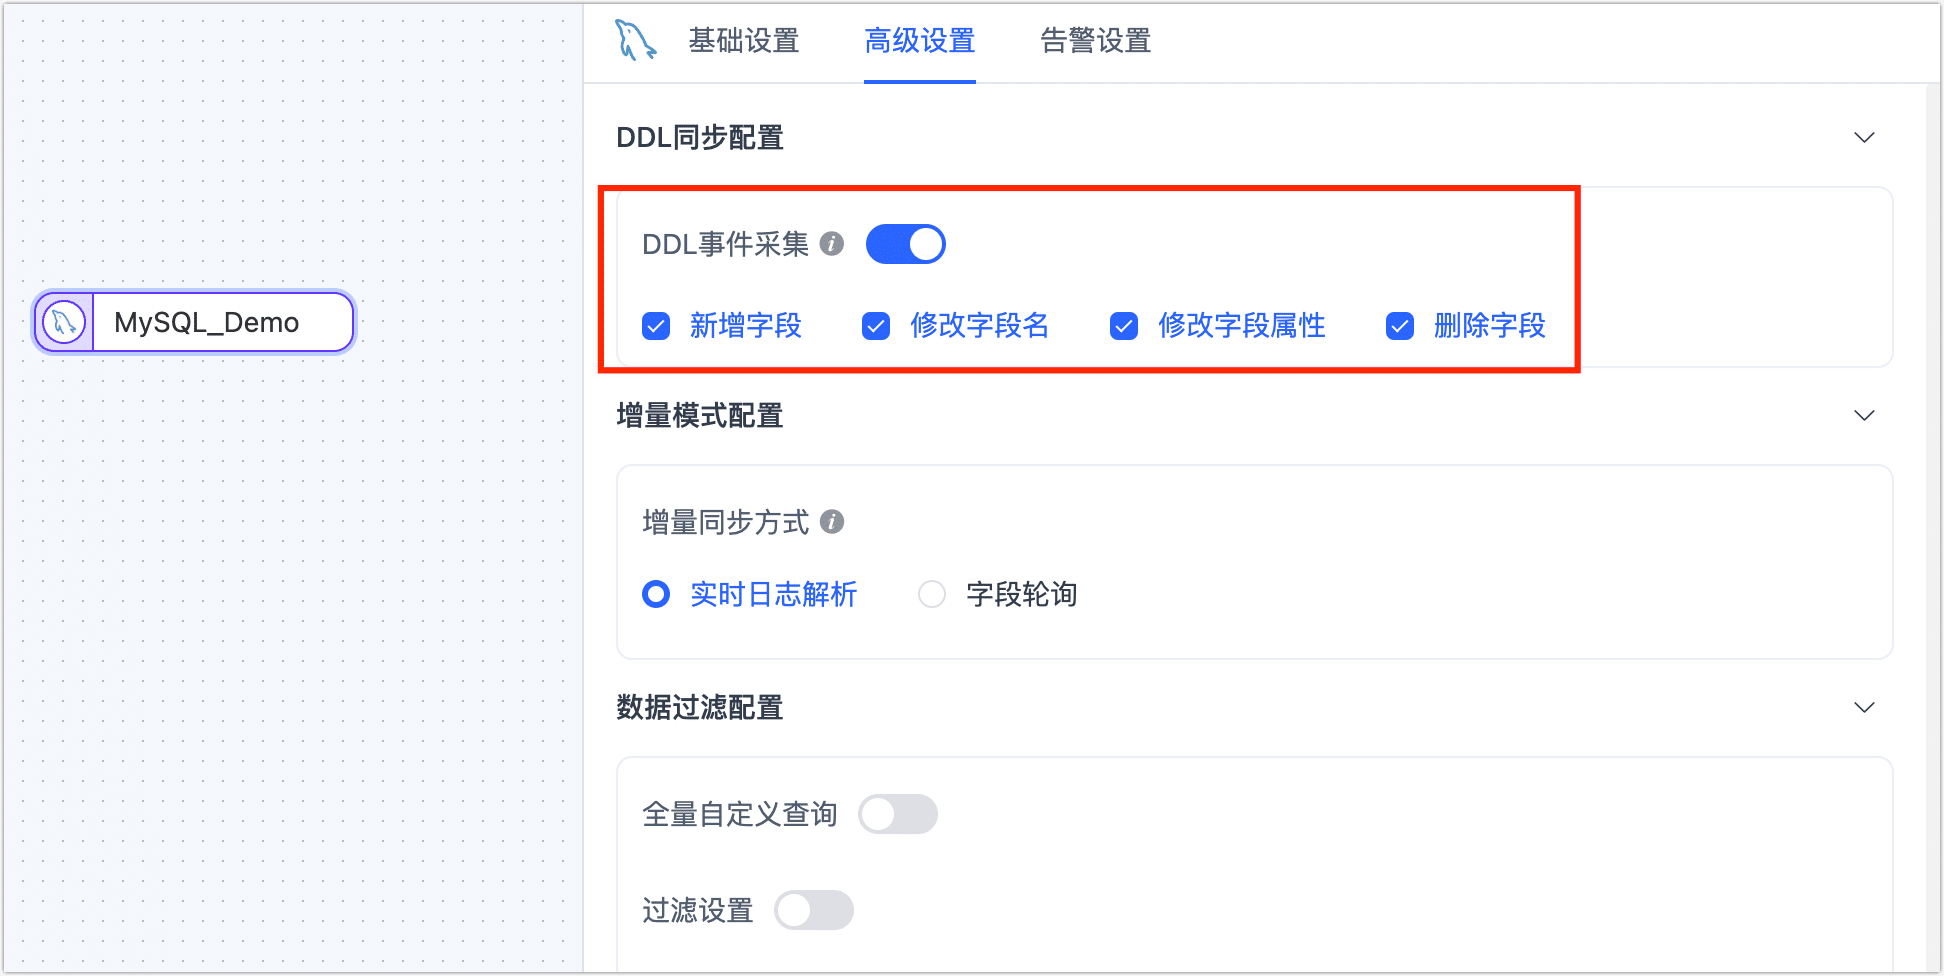 基础设置 高级设置 告警设置
DDL同步配置
DDL事件采集
新增字段 修改字段名 修改字段属性 删除字段
MySQL_Demo
增量模式配置
增量同步方式
实时日志解析 字段轮询
数据过滤配置
全量自定义查询
过滤设置